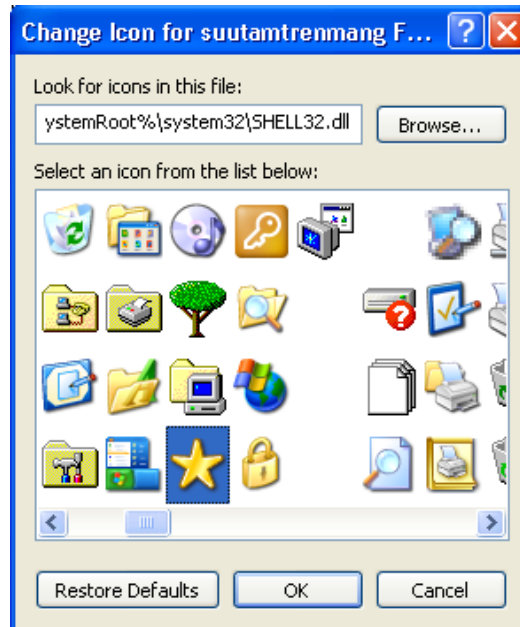 Change Icon for suutamtrenmang F...
Look for icons in this file:
ystemRoot%\system32\SHELL32.dll
Browse...
Select an icon from the list below:
Restore Defaults
OK
Cancel